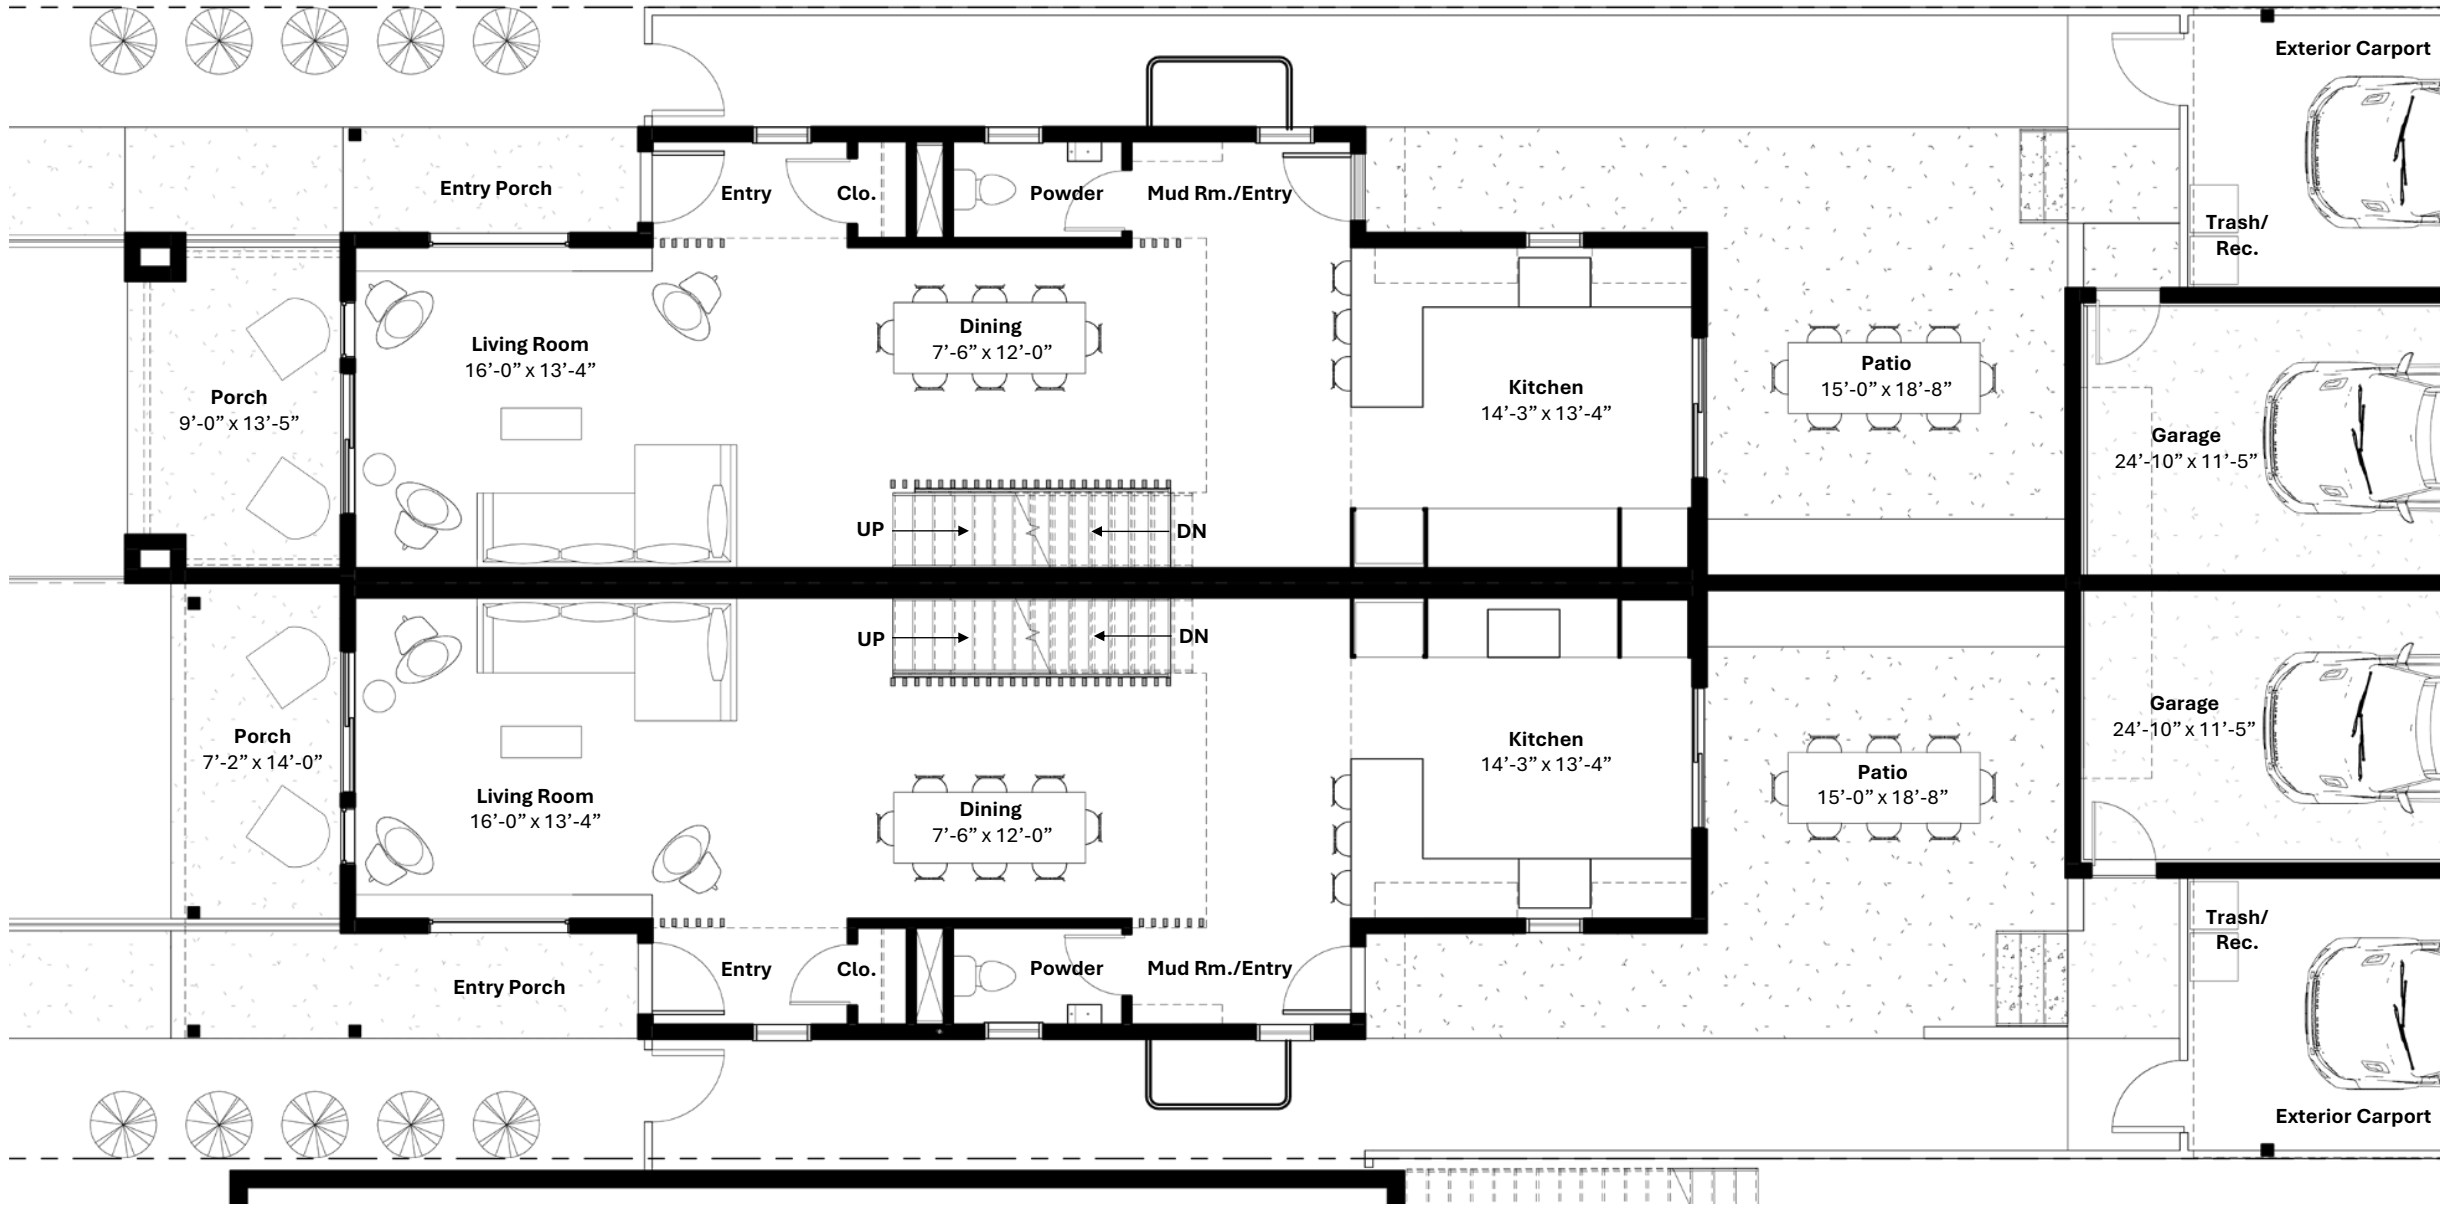 Exterior Carport
Entry Porch
Entry
Clo.
Powder
Mud Rm./Entry
Trash/
Rec.
Living Room
16’-0” x 13’-4”
Dining
7’-6” x 12’-0”
Porch
9’-0” x 13’-5”
Kitchen
14’-3” x 13’-4”
Patio
15’-0” x 18’-8”
Garage
24’-10” x 11’-5”
UP
DN
UP
DN
Porch
7’-2” x 14’-0”
Living Room
16’-0” x 13’-4”
Dining
7’-6” x 12’-0”
Kitchen
14’-3” x 13’-4”
Patio
15’-0” x 18’-8”
Garage
24’-10” x 11’-5”
Entry Porch
Entry
Clo.
Powder
Mud Rm./Entry
Trash/
Rec.
Exterior Carport